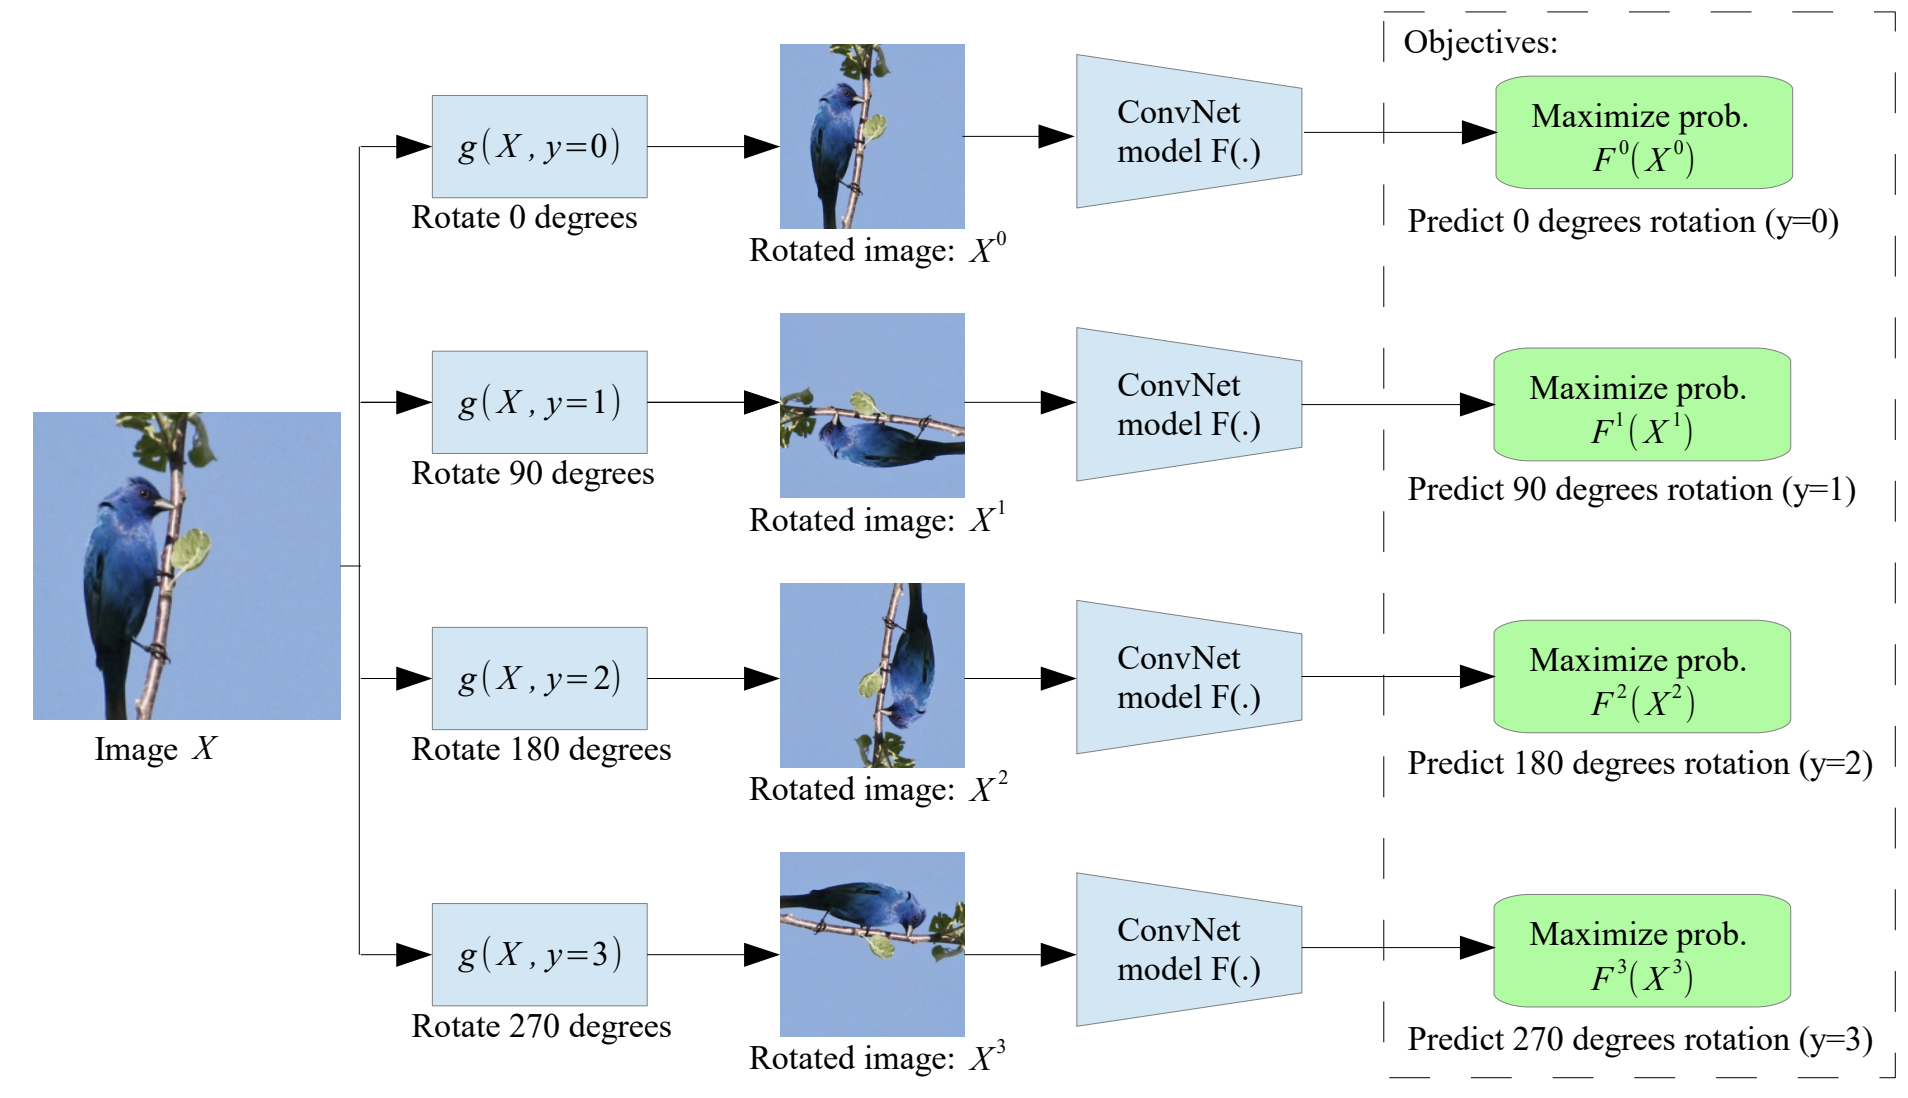 Objectives:
g(X, y=0)
Rotate 0 degrees
Rotated image: X⁰
ConvNet
model F(.)
Maximize prob.
F⁰(X⁰)
Predict 0 degrees rotation (y=0)
g(X, y=1)
Rotate 90 degrees
Rotated image: X¹
ConvNet
model F(.)
Maximize prob.
F¹(X¹)
Predict 90 degrees rotation (y=1)
Image X
g(X, y=2)
Rotate 180 degrees
Rotated image: X²
ConvNet
model F(.)
Maximize prob.
F²(X²)
Predict 180 degrees rotation (y=2)
g(X, y=3)
Rotate 270 degrees
Rotated image: X³
ConvNet
model F(.)
Maximize prob.
F³(X³)
Predict 270 degrees rotation (y=3)